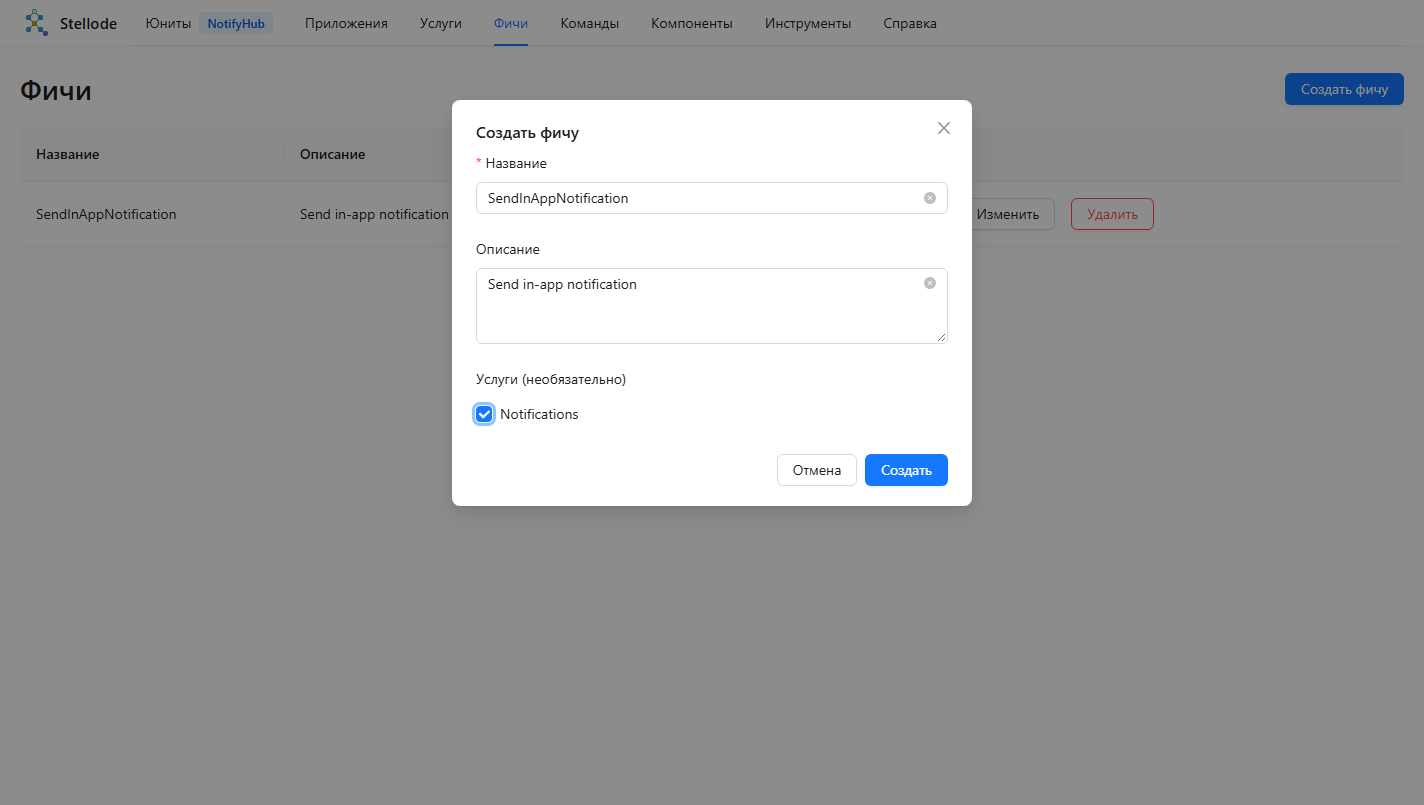 Stellode Юниты NotifyHub Приложения Услуги Фичи Команды Компоненты Инструменты Справка
Фичи
Создать фичу
Название Описание
SendInAppNotification Send in-app notification Изменить Удалить
Создать фичу
* Название
SendInAppNotification
Описание
Send in-app notification
Услуги (необязательно)
Notifications
Отмена Создать